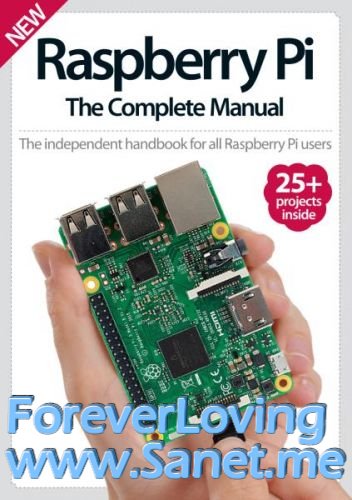 NEW
Raspberry Pi
The Complete Manual
The independent handbook for all Raspberry Pi users
25+
projects
inside
HDMI
ForeverLoving
www.Sanet.me